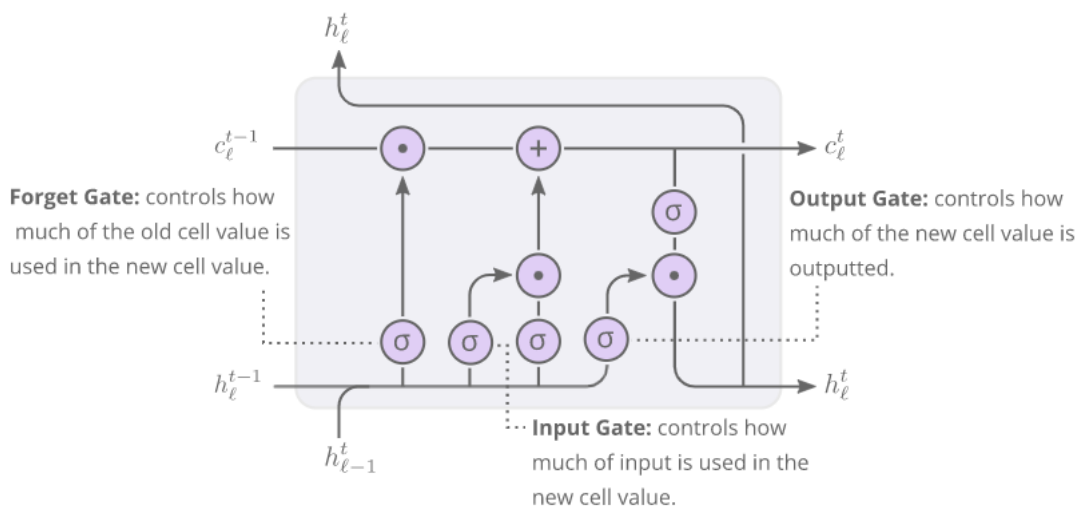 h_ℓ^t
c_ℓ^{t−1}
c_ℓ^t
Forget Gate: controls how
much of the old cell value is
used in the new cell value.
Output Gate: controls how
much of the new cell value is
outputted.
•
+
σ
•
•
σ
σ
σ
σ
h_ℓ^{t−1}
h_ℓ^t
h_{ℓ−1}^t
Input Gate: controls how
much of input is used in the
new cell value.